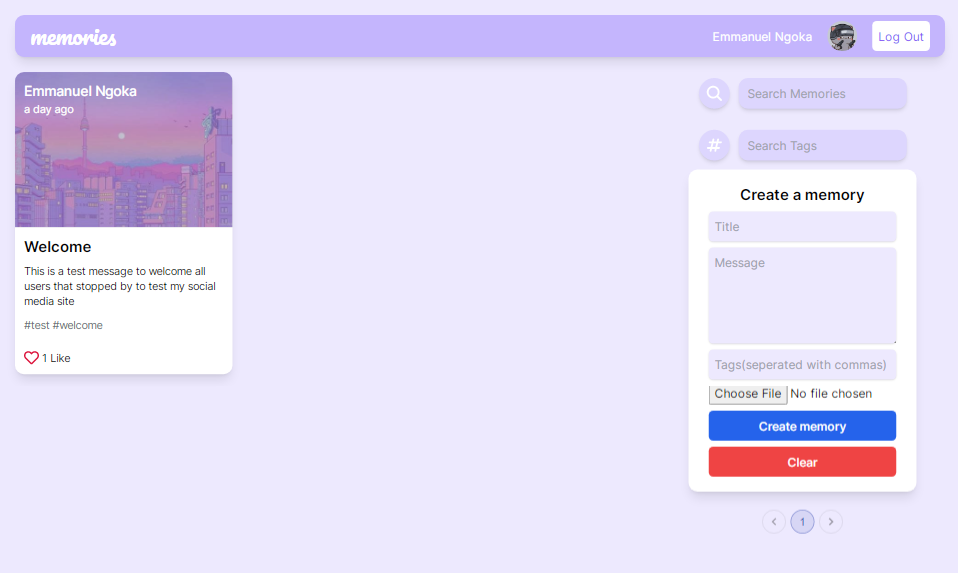 memories
Emmanuel Ngoka
Log Out
Emmanuel Ngoka
a day ago
Welcome
This is a test message to welcome all
users that stopped by to test my social
media site
#test #welcome
1 Like
Search Memories
#
Search Tags
Create a memory
Title
Message
Tags(seperated with commas)
Choose File No file chosen
Create memory
Clear
1